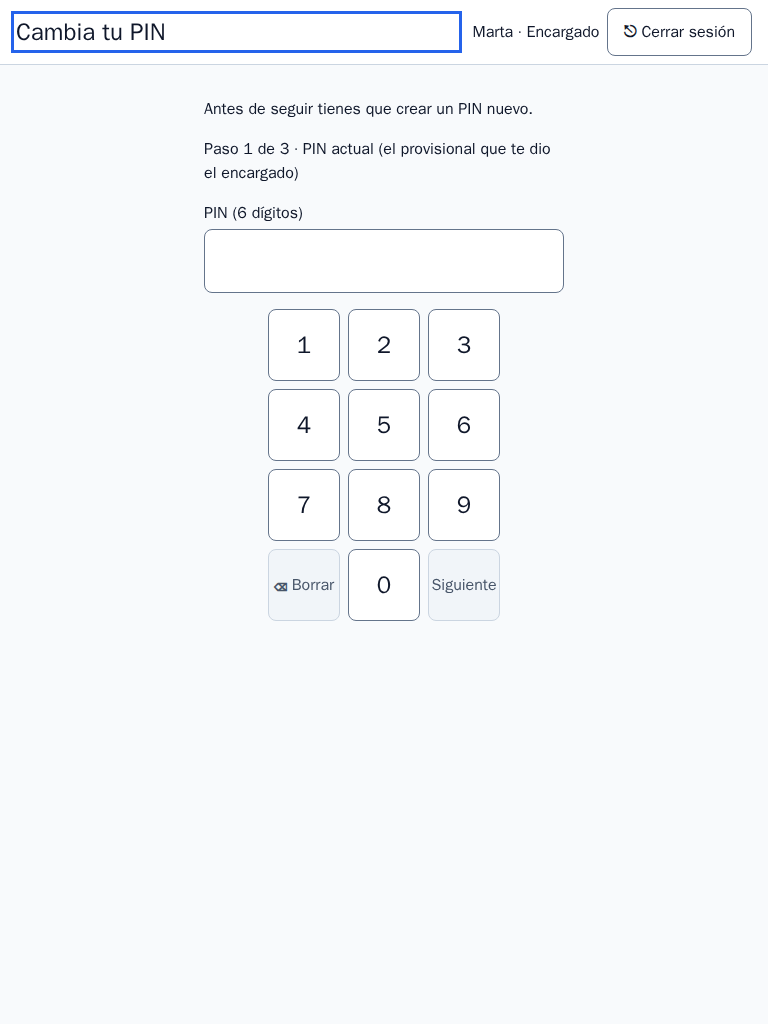 Cambia tu PIN
Marta · Encargado
Cerrar sesión
Antes de seguir tienes que crear un PIN nuevo.
Paso 1 de 3 · PIN actual (el provisional que te dio
el encargado)
PIN (6 dígitos)
1 2 3
4 5 6
7 8 9
⌫ Borrar 0 Siguiente